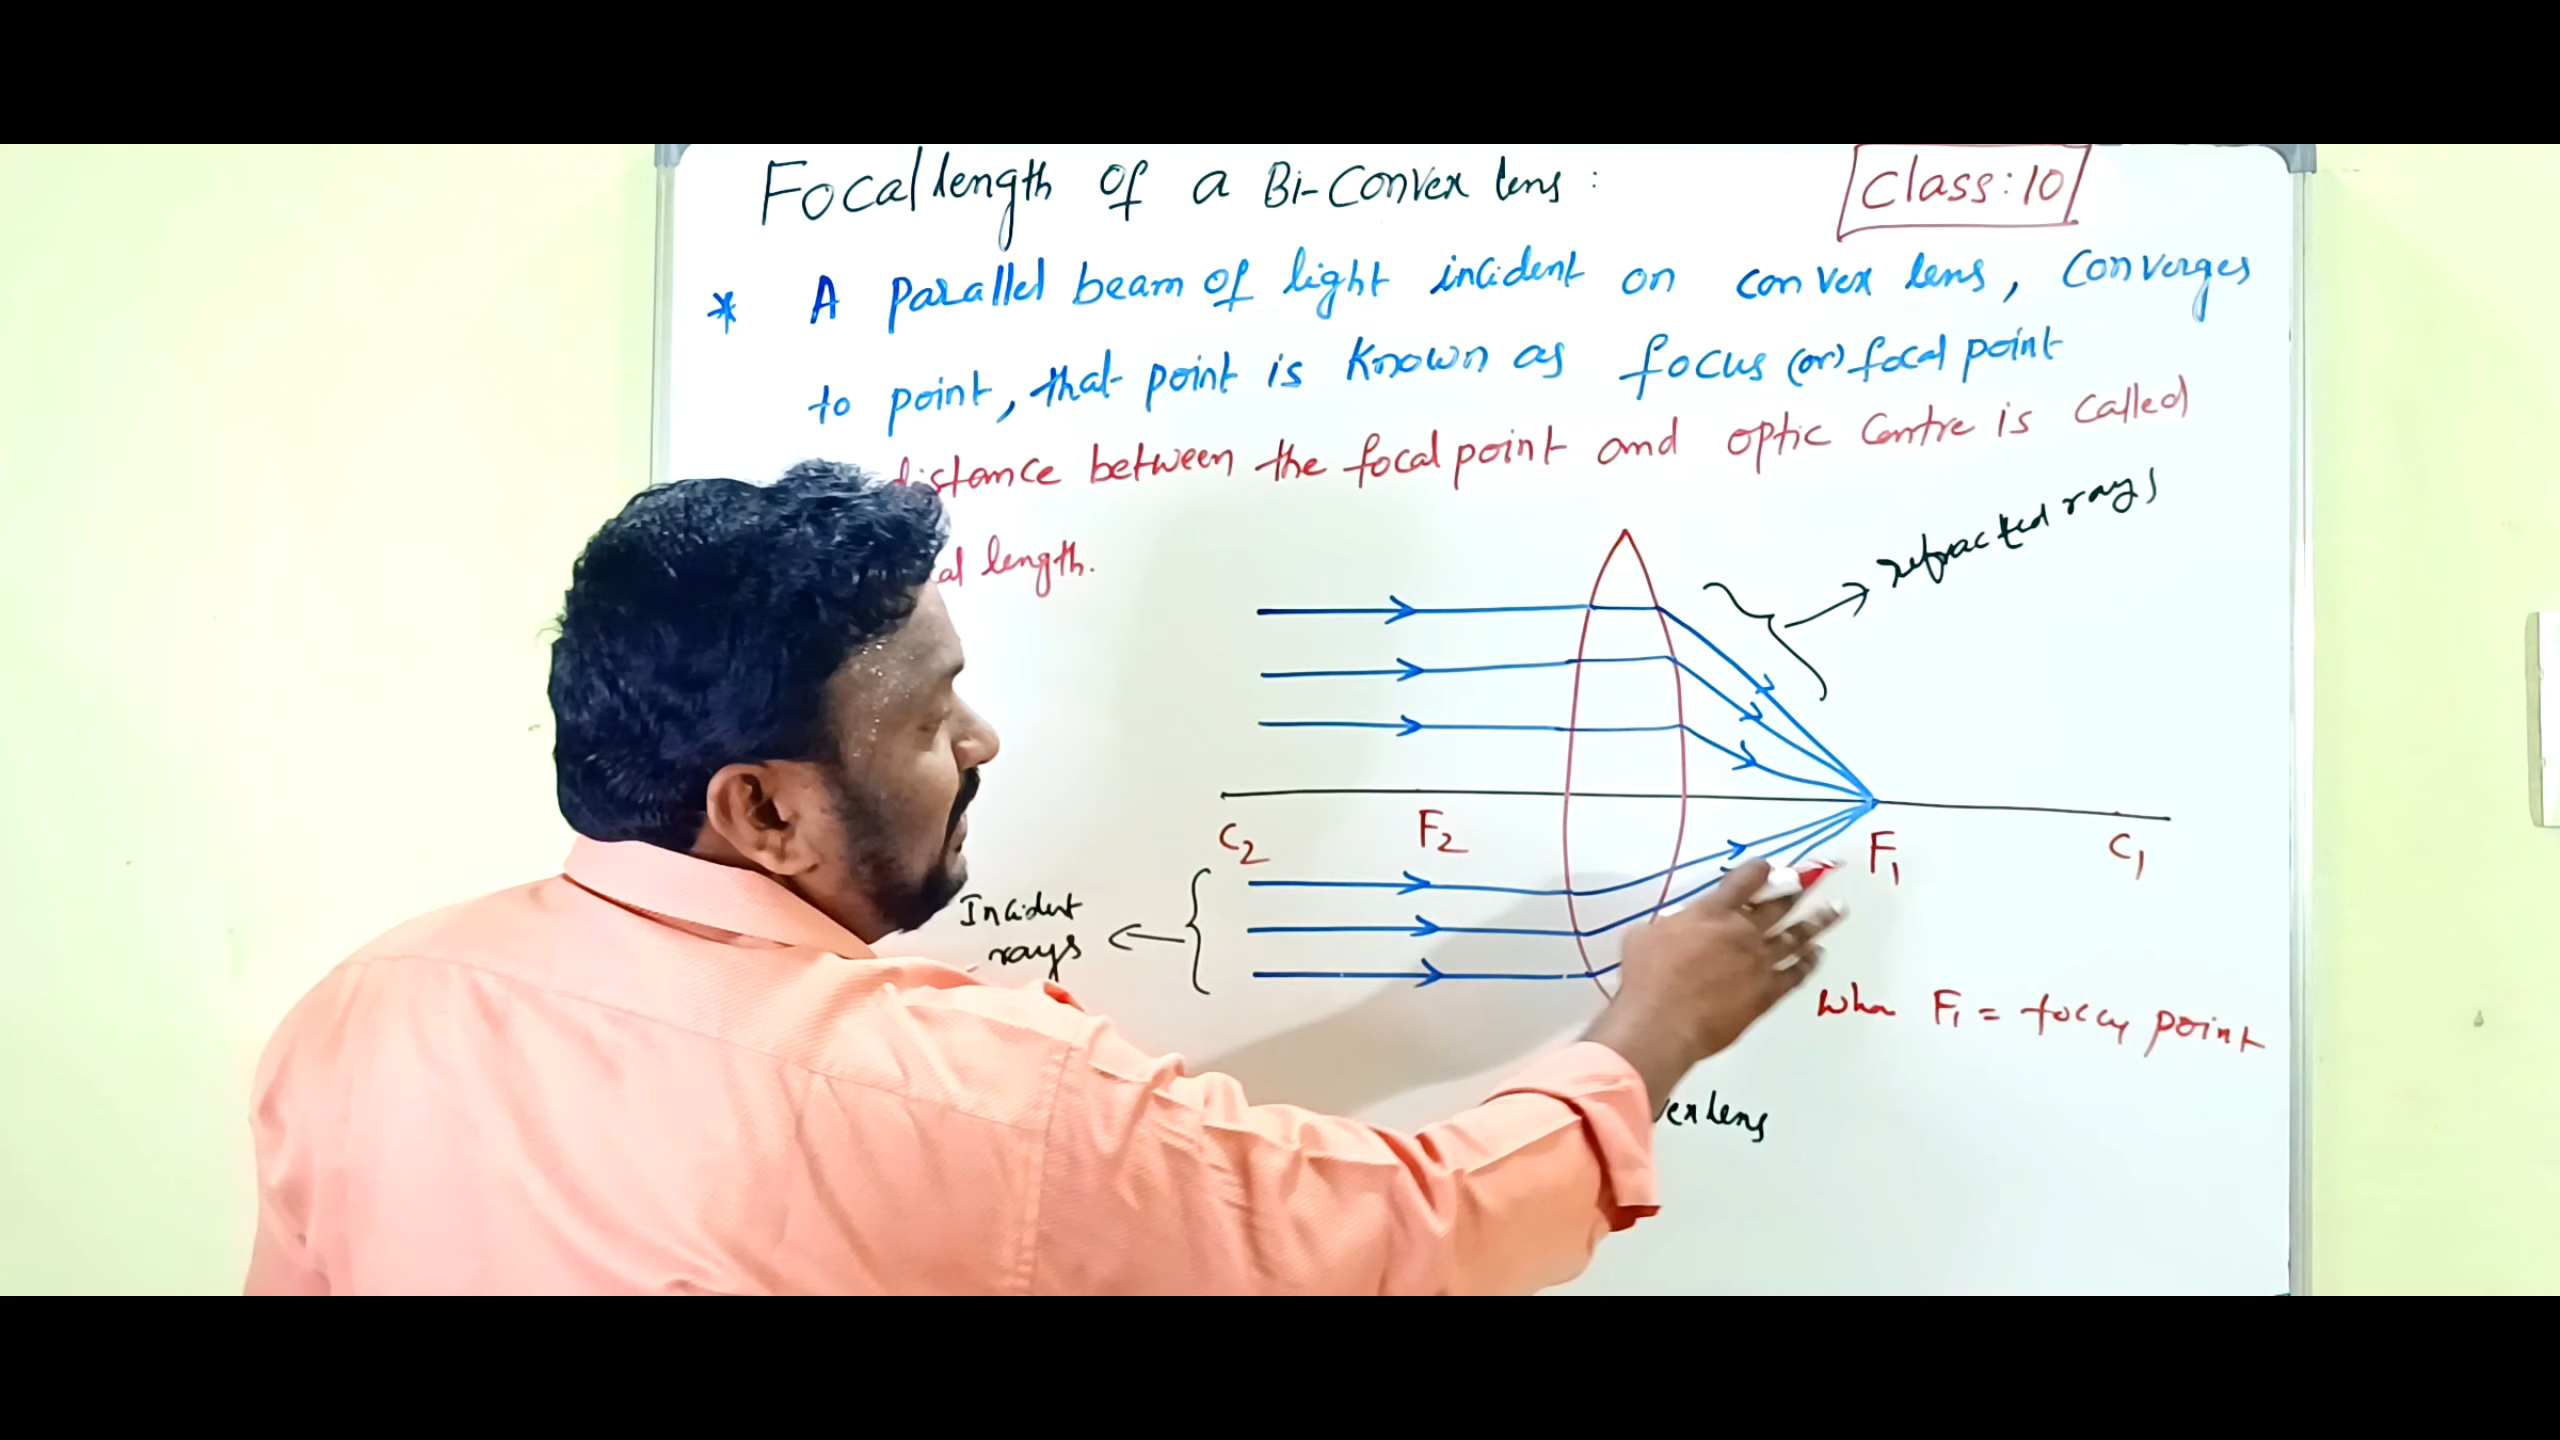 Focal length of a Bi-Convex lens:
Class: 10
* A parallel beam of light incident on convex lens, converges
to point, that point is known as focus (or) focal point
distance between the focal point and optic centre is called
al length.
refracted rays
C2 F2 F1 C1
Incident
rays
F1 = point
vex lens